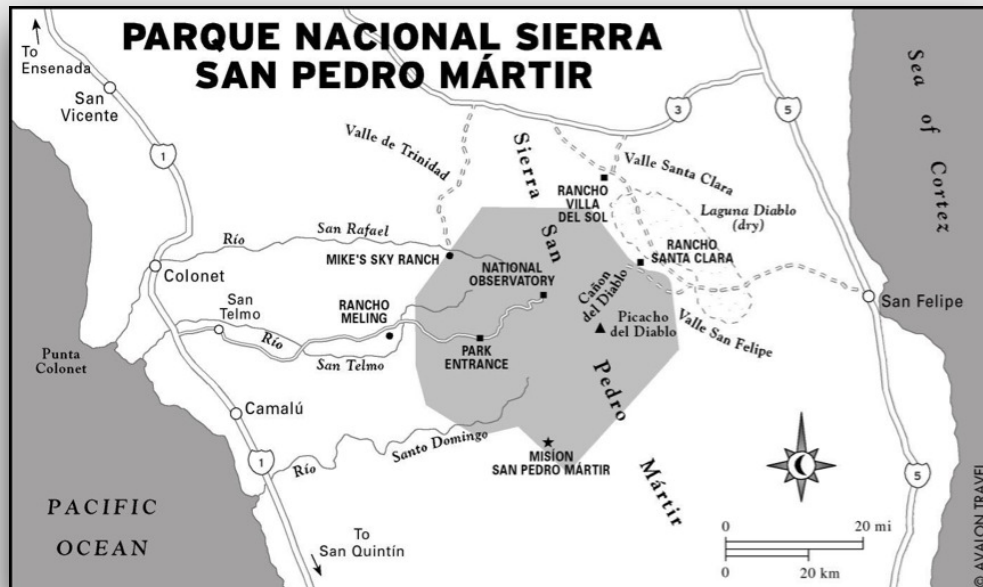 PARQUE NACIONAL SIERRA
SAN PEDRO MÁRTIR
To
Ensenada
San
Vicente
1
Valle de Trinidad
Sierra
San
Pedro
Mártir
3
5
Sea of Cortez
Valle Santa Clara
RANCHO
VILLA
DEL SOL
Laguna Diablo
(dry)
RANCHO
SANTA CLARA
Río
San Rafael
MIKE'S SKY RANCH
NATIONAL
OBSERVATORY
Cañon
del Diablo
Colonet
San
Telmo
RANCHO
MELING
Río
San Telmo
PARK
ENTRANCE
Picacho
del Diablo
Valle San Felipe
San Felipe
Punta
Colonet
Camalú
1
Río
Santo Domingo
MISION
SAN PEDRO MÁRTIR
5
PACIFIC
OCEAN
To
San Quintín
0
20 mi
0
20 km
© AVALON TRAVEL